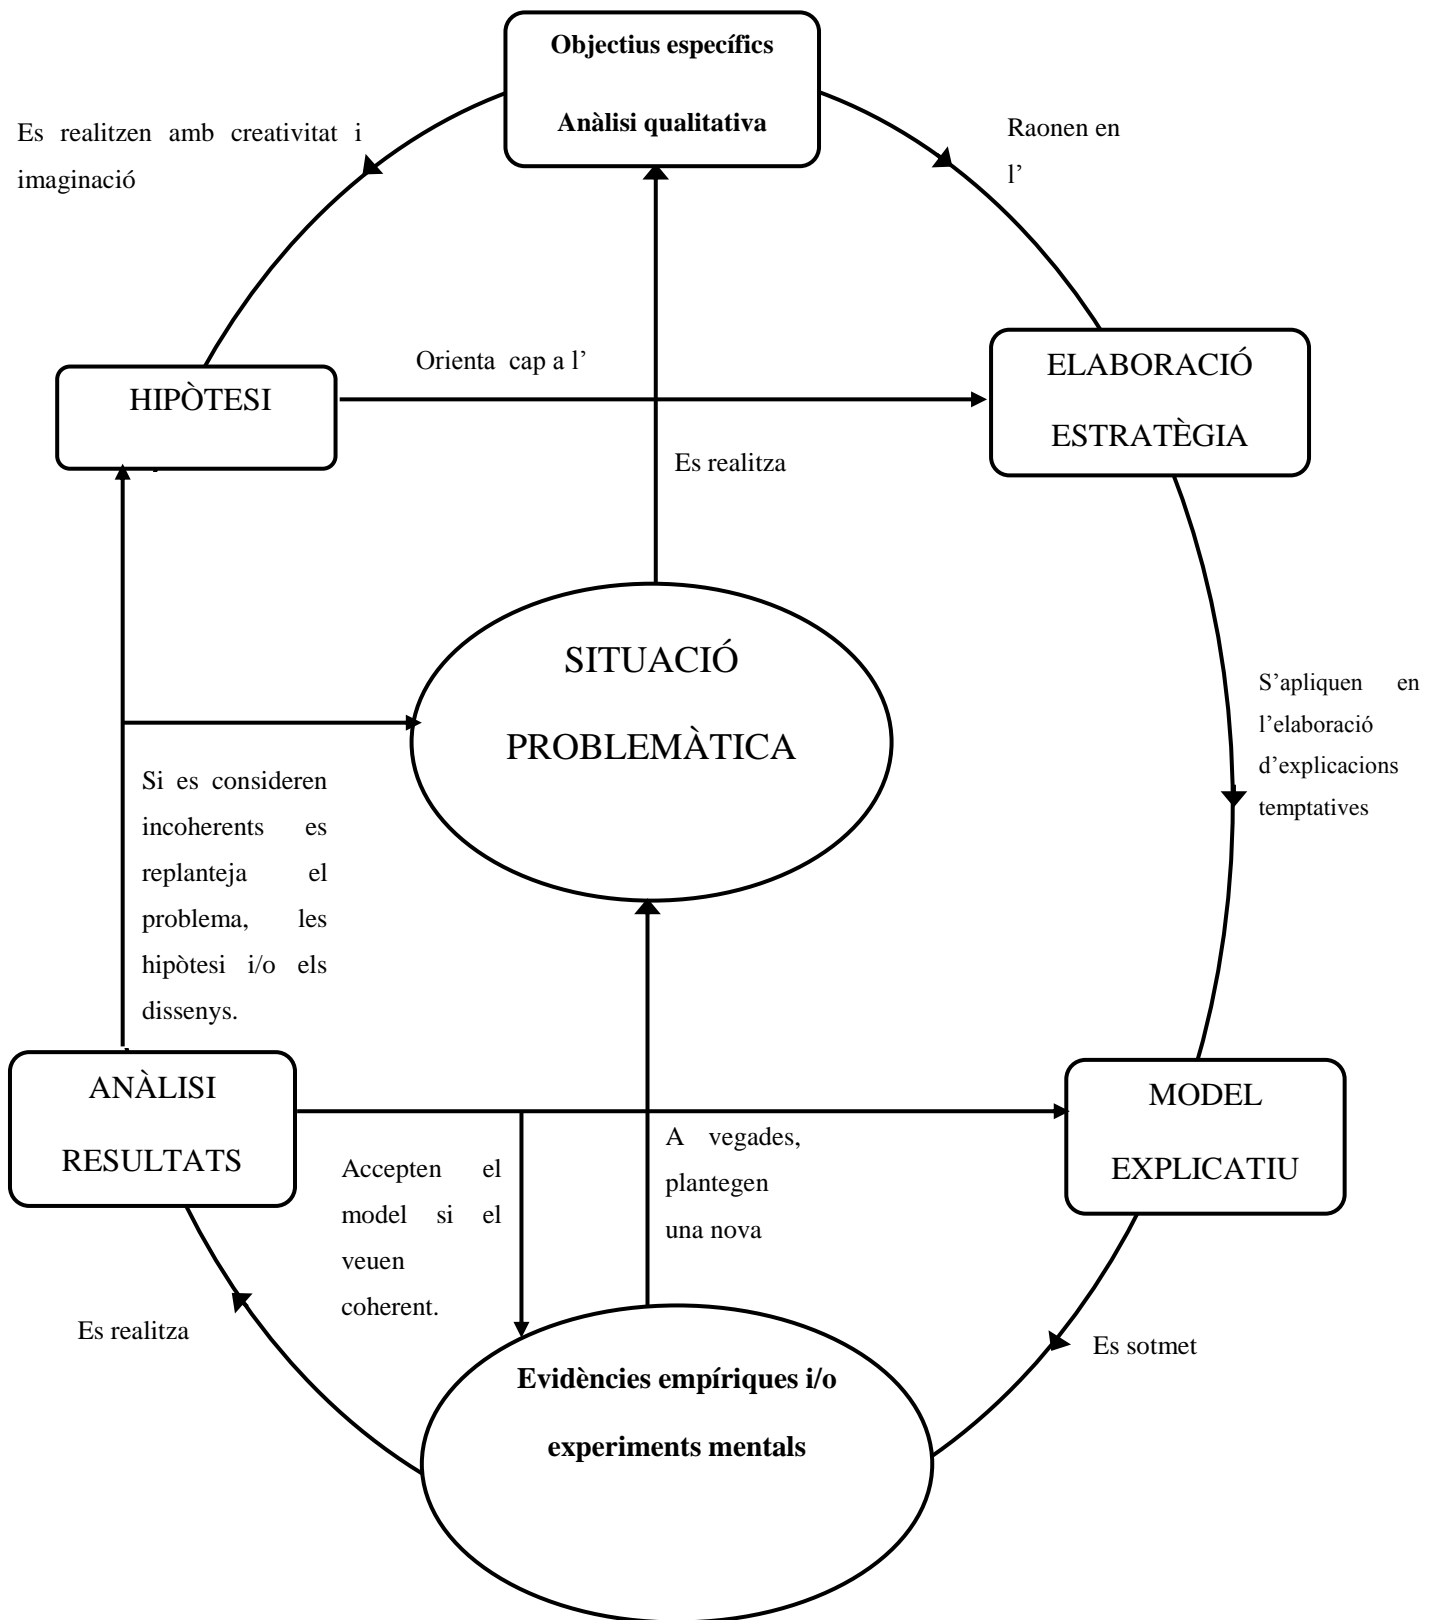 Objectius específics
Anàlisi qualitativa
Es realitzen amb creativitat i
imaginació
Raonen en
l’
HIPÒTESI
Orienta cap a l’
ELABORACIÓ
ESTRATÈGIA
Es realitza
SITUACIÓ
PROBLEMÀTICA
S’apliquen en
l’elaboració
d’explicacions
temptatives
Si es consideren
incoherents es
replanteja el
problema, les
hipòtesi i/o els
dissenys.
ANÀLISI
RESULTATS
Accepten el
model si el
veuen
coherent.
A vegades,
plantegen
una nova
MODEL
EXPLICATIU
Es realitza
Es sotmet
Evidències empíriques i/o
experiments mentals